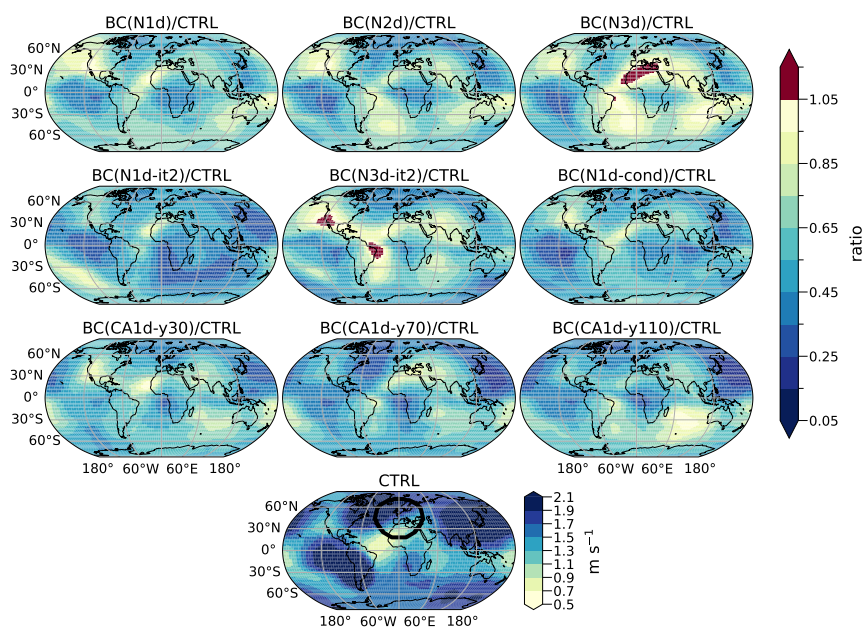 BC(N1d)/CTRL BC(N2d)/CTRL BC(N3d)/CTRL
60°N
30°N
0°
30°S
60°S
BC(N1d-it2)/CTRL BC(N3d-it2)/CTRL BC(N1d-cond)/CTRL
60°N
30°N
0°
30°S
60°S
BC(CA1d-y30)/CTRL BC(CA1d-y70)/CTRL BC(CA1d-y110)/CTRL
60°N
30°N
0°
30°S
60°S
180° 60°W 60°E 180° 180° 60°W 60°E 180° 180° 60°W 60°E 180°
1.05
0.85
0.65
0.45
0.25
0.05
ratio
CTRL
60°N
30°N
0°
30°S
60°S
180° 60°W 60°E 180°
2.1
1.9
1.7
1.5
1.3
1.1
0.9
0.7
0.5
m s⁻¹